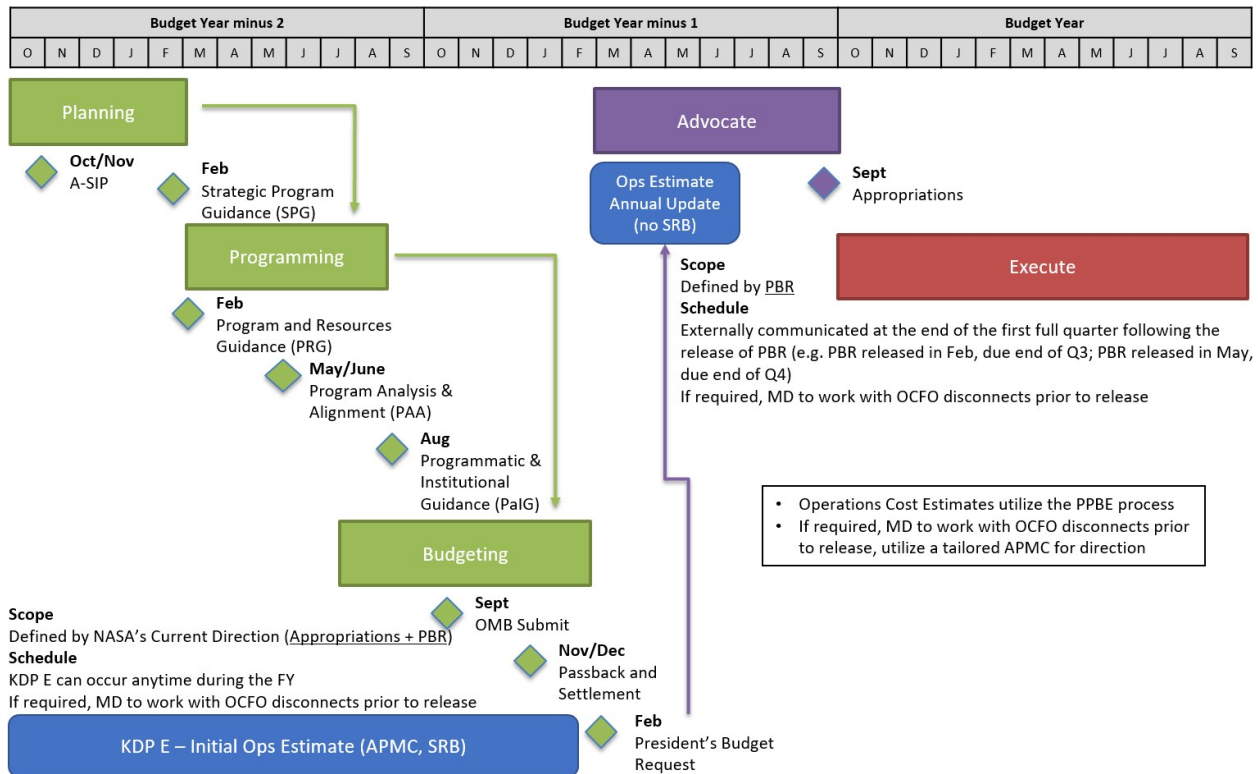 Budget Year minus 2
Budget Year minus 1
Budget Year
O N D J F M A M J J A S O N D J F M A M J J A S O N D J F M A M J J A S
Planning
Advocate
Oct/Nov
A-SIP
Feb
Strategic Program
Guidance (SPG)
Ops Estimate
Annual Update
(no SRB)
Sept
Appropriations
Programming
Execute
Scope
Defined by PBR
Schedule
Externally communicated at the end of the first full quarter following the
release of PBR (e.g. PBR released in Feb, due end of Q3; PBR released in May,
due end of Q4)
If required, MD to work with OCFO disconnects prior to release
Feb
Program and Resources
Guidance (PRG)
May/June
Program Analysis &
Alignment (PAA)
Aug
Programmatic &
Institutional
Guidance (PaIG)
• Operations Cost Estimates utilize the PPBE process
• If required, MD to work with OCFO disconnects prior
to release, utilize a tailored APMC for direction
Budgeting
Sept
OMB Submit
Nov/Dec
Passback and
Settlement
Feb
President's Budget
Request
Scope
Defined by NASA's Current Direction (Appropriations + PBR)
Schedule
KDP E can occur anytime during the FY
If required, MD to work with OCFO disconnects prior to release
KDP E – Initial Ops Estimate (APMC, SRB)